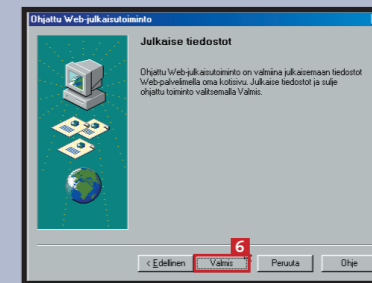 Ohjattu Web-julkaisutoiminto
Julkaise tiedostot
Ohjattu Web-julkaisutoiminto on valmiina julkaisemaan tiedostot
Web-palvelimella oma kotisivu. Julkaise tiedostot ja sulje
ohjattu toiminto valitsemalla Valmis.
6
< Edellinen Valmis Peruuta Ohje